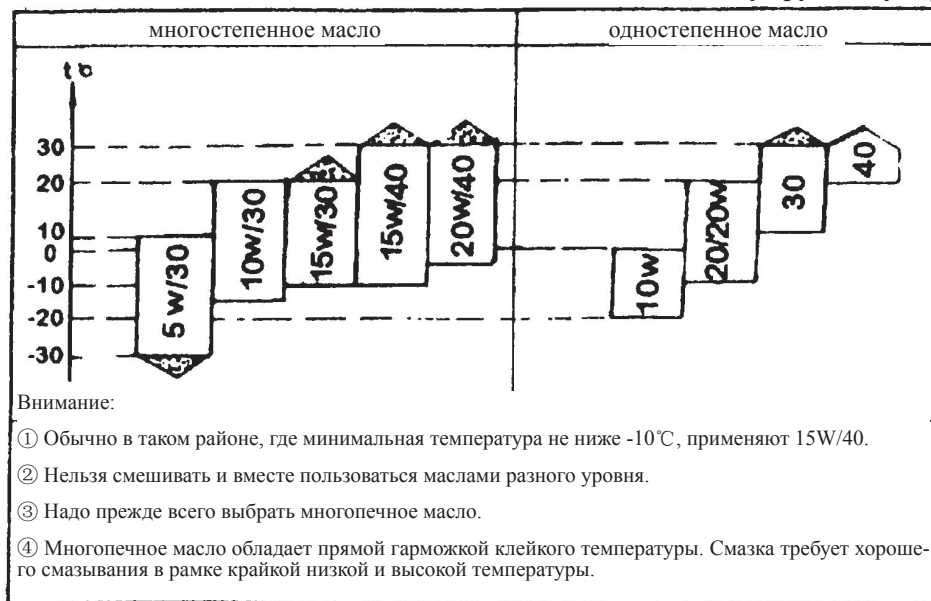 многостепенное масло
одностепенное масло
t
30
20
10
0
-10
-20
-30
5 w/30
10w/30
15w/30
15w/40
20w/40
10w
20/20w
30
40
Внимание:
① Обычно в таком районе, где минимальная температура не ниже -10℃, применяют 15W/40.
② Нельзя смешивать и вместе пользоваться маслами разного уровня.
③ Надо прежде всего выбрать многопечное масло.
④ Многопечное масло обладает прямой гарможкой клейкого температуры. Смазка требует хороше-
го смазывания в рамке крайкой низкой и высокой температуры.